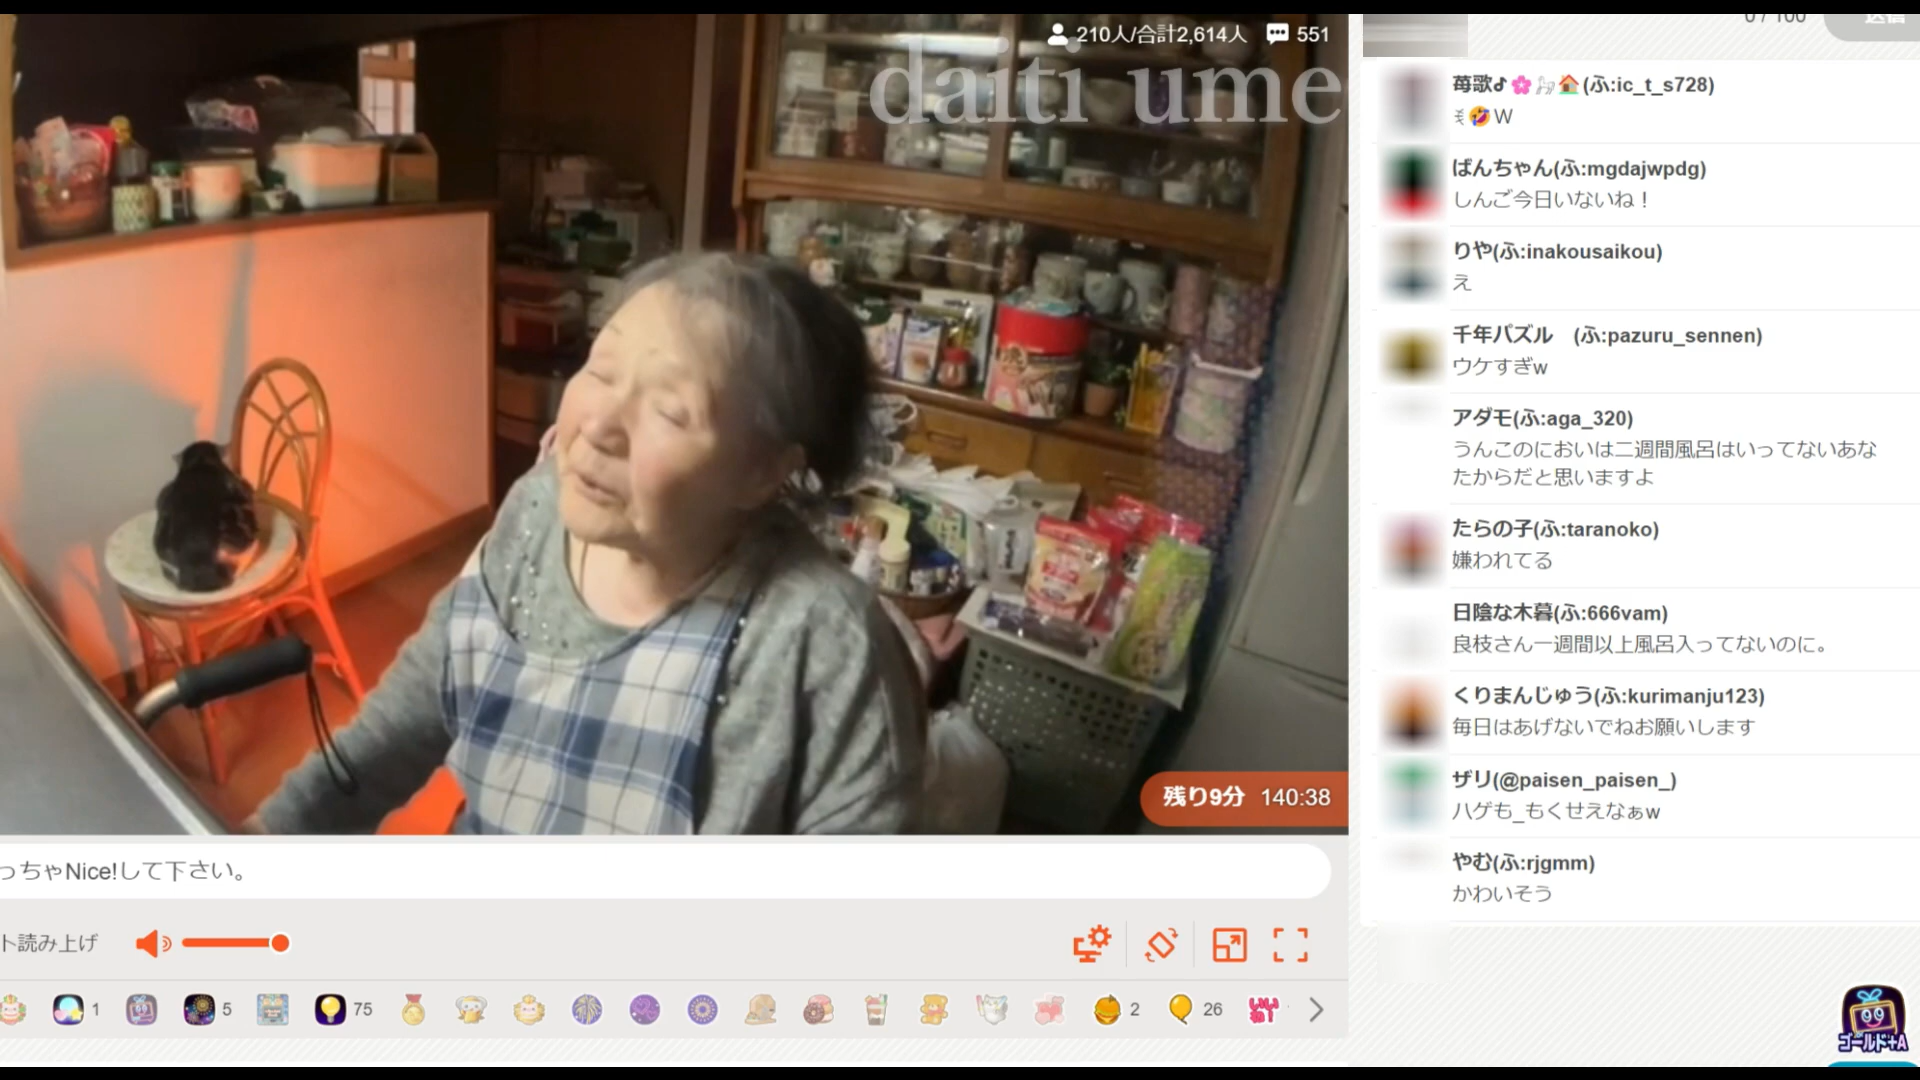 210人/合計2,614人 551
daiti ume
残り9分 140:38
っちゃNice!して下さい。
ト読み上げ
1
5
75
2
26
いいね!
0 / 100
送信
苺歌♪🌸🏠(ふ:ic_t_s728)
🤣W
ばんちゃん(ふ:mgdajwpdg)
しんご今日いないね！
りや(ふ:inakousaikou)
え
千年パズル　(ふ:pazuru_sennen)
ウケすぎw
アダモ(ふ:aga_320)
うんこのにおいは二週間風呂はいってないあな
たからだと思いますよ
たらの子(ふ:taranoko)
嫌われてる
日陰な木暮(ふ:666vam)
良枝さん一週間以上風呂入ってないのに。
くりまんじゅう(ふ:kurimanju123)
毎日はあげないでねお願いします
ザリ(@paisen_paisen_)
ハゲも_もくせえなぁw
やむ(ふ:rjgmm)
かわいそう
ゴールド+A